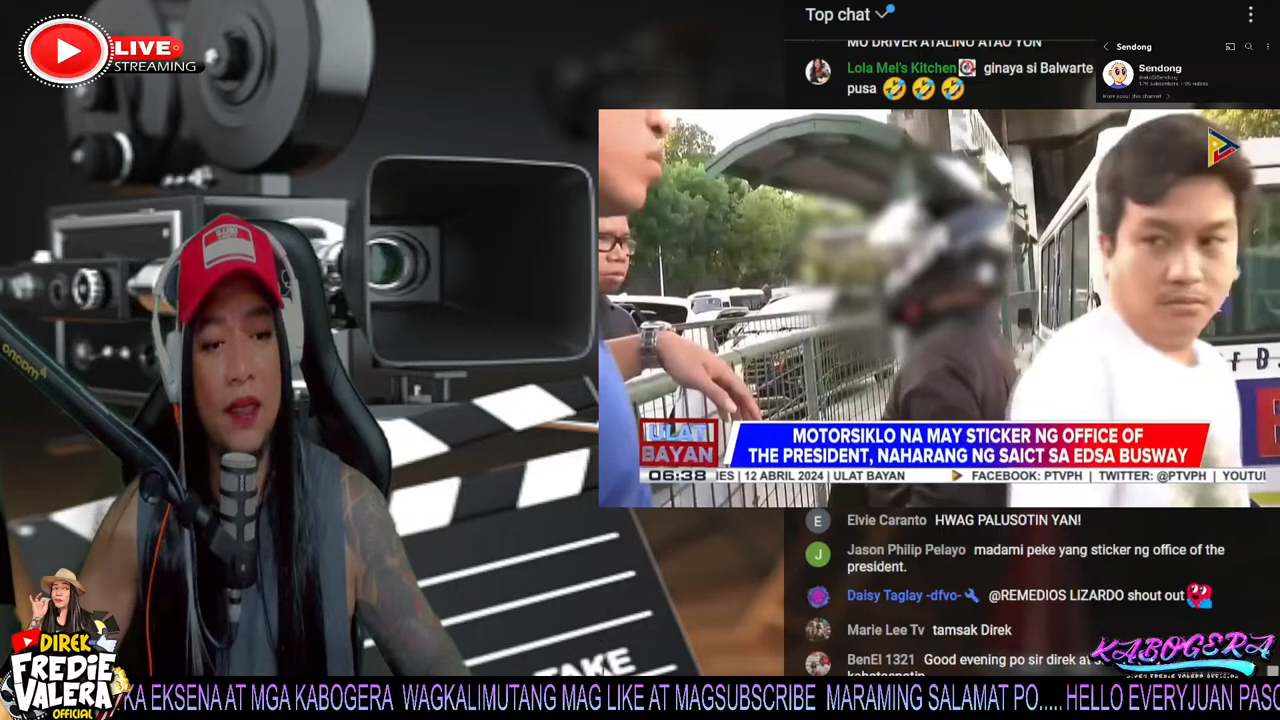 LIVE
STREAMING
Top chat
MO DRIVER ATALINO ATAO YON
Lola Mel's Kitchen ginaya si Balwarte
pusa 🤣🤣🤣
Sendong
Sendong
maono
ULAT
BAYAN
MOTORSIKLO NA MAY STICKER NG OFFICE OF
THE PRESIDENT, NAHARANG NG SAICT SA EDSA BUSWAY
06:38 IES | 12 ABRIL 2024 | ULAT BAYAN FACEBOOK: PTVPH | TWITTER: @PTVPH | YOUTU
E Elvie Caranto HWAG PALUSOTIN YAN!
J Jason Philip Pelayo madami peke yang sticker ng office of the
president.
Daisy Taglay -dfvo- @REMEDIOS LIZARDO shout out
Marie Lee Tv tamsak Direk
BenEl 1321 Good evening po sir direk at
TAKE
KABOGERA
DIREK
FREDIE
VALERA
OFFICIAL
KA EKSENA AT MGA KABOGERA WAGKALIMUTANG MAG LIKE AT MAGSUBSCRIBE MARAMING SALAMAT PO..... HELLO EVERYJUAN PASO